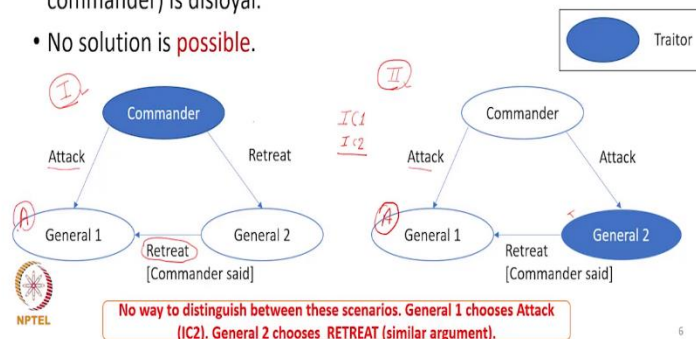 commander) is disloyal.
• No solution is possible.
Traitor
I
II
Commander
Commander
IC1
IC2
Attack
Retreat
Attack
Attack
A
A
General 1
General 2
General 1
General 2
Retreat
Retreat
[Commander said]
[Commander said]
NPTEL
No way to distinguish between these scenarios. General 1 chooses Attack
(IC2). General 2 chooses RETREAT (similar argument).
6